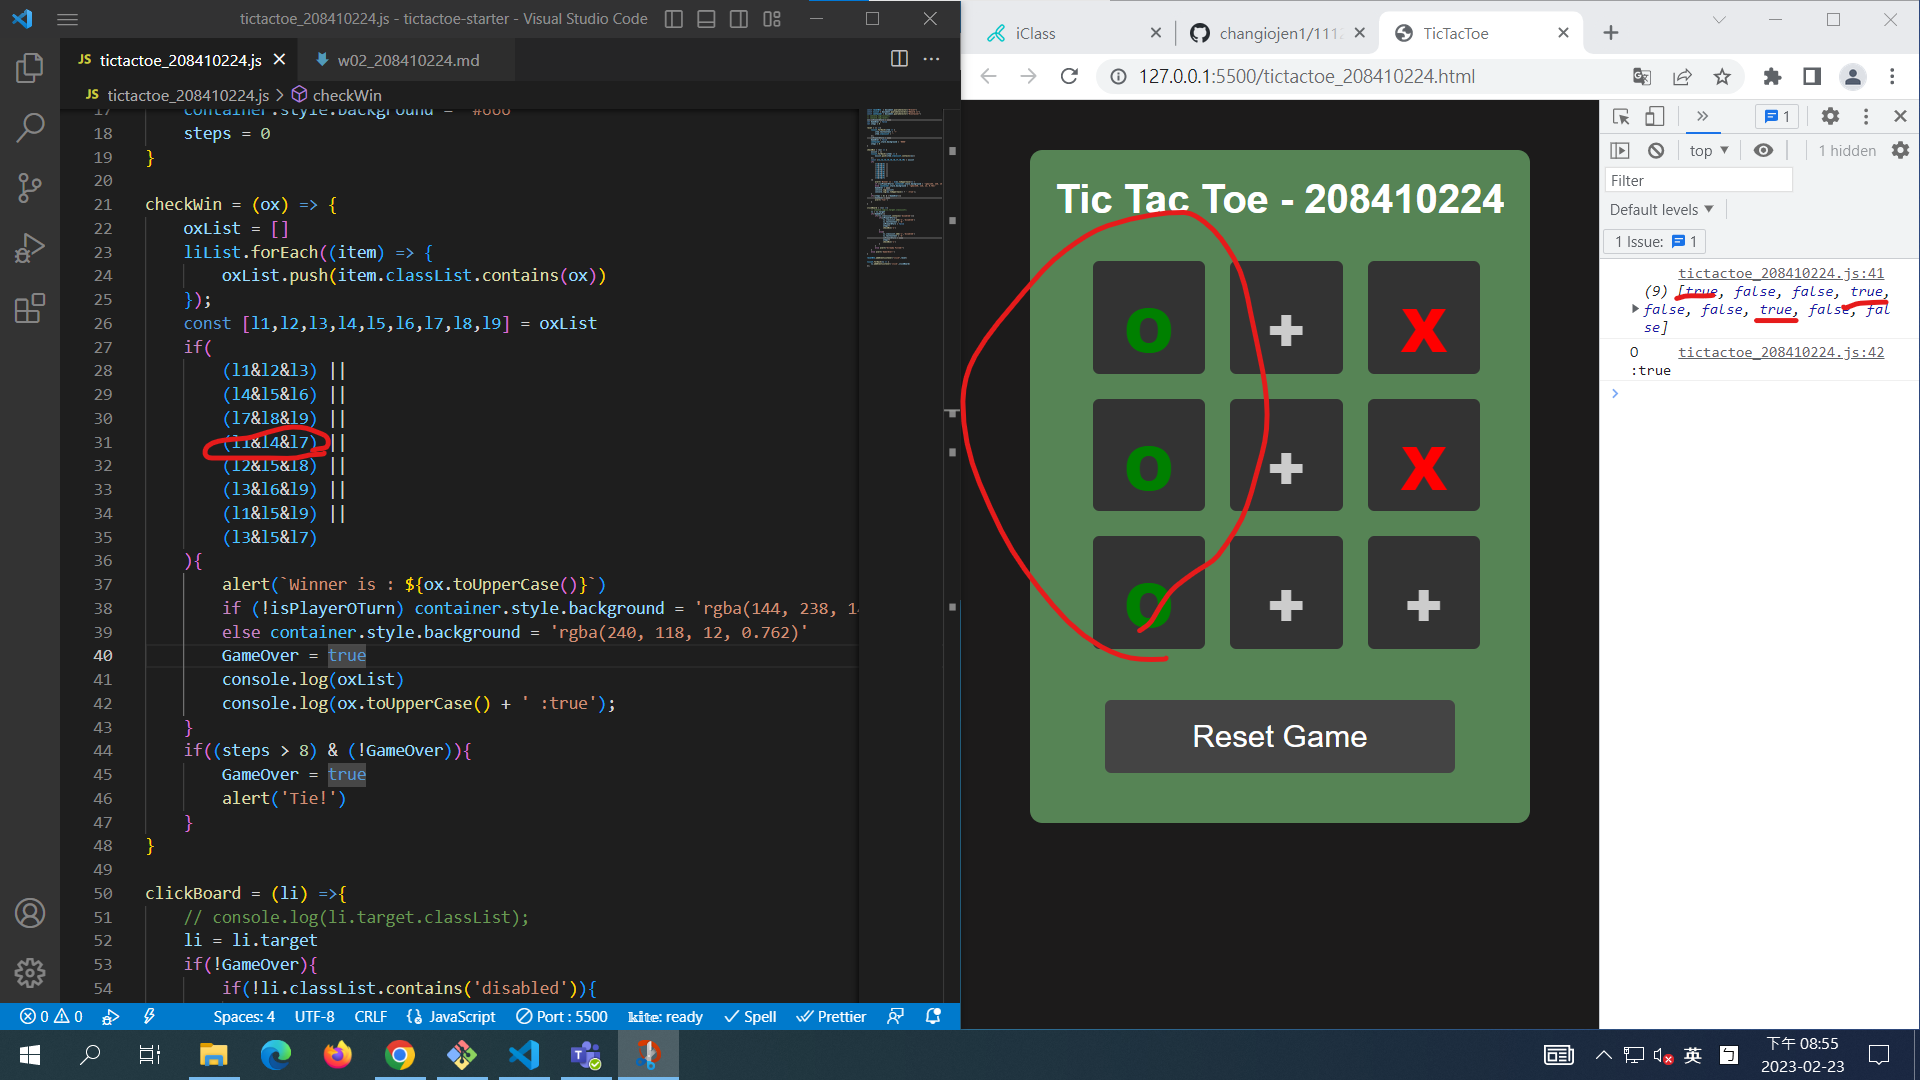 tictactoe_208410224.js - tictactoe-starter - Visual Studio Code
JS tictactoe_208410224.js
w02_208410224.md
JS tictactoe_208410224.js > checkWin
17 container.style.background = "#666"
18 steps = 0
19 }
20
21 checkWin = (ox) => {
22 oxList = []
23 liList.forEach((item) => {
24 oxList.push(item.classList.contains(ox))
25 });
26 const [l1,l2,l3,l4,l5,l6,l7,l8,l9] = oxList
27 if(
28 (l1&l2&l3) ||
29 (l4&l5&l6) ||
30 (l7&l8&l9) ||
31 (l1&l4&l7) ||
32 (l2&l5&l8) ||
33 (l3&l6&l9) ||
34 (l1&l5&l9) ||
35 (l3&l5&l7)
36 ){
37 alert(`Winner is : ${ox.toUpperCase()}`)
38 if (!isPlayerOTurn) container.style.background = 'rgba(144, 238, 14
39 else container.style.background = 'rgba(240, 118, 12, 0.762)'
40 GameOver = true
41 console.log(oxList)
42 console.log(ox.toUpperCase() + ' :true');
43 }
44 if((steps > 8) & (!GameOver)){
45 GameOver = true
46 alert('Tie!')
47 }
48 }
49
50 clickBoard = (li) =>{
51 // console.log(li.target.classList);
52 li = li.target
53 if(!GameOver){
54 if(!li.classList.contains('disabled')){
0 0 Spaces: 4 UTF-8 CRLF JavaScript Port : 5500 kite: ready Spell Prettier
iClass
changiojen1/1112
TicTacToe
127.0.0.1:5500/tictactoe_208410224.html
Tic Tac Toe - 208410224
o + x
o + x
o + +
Reset Game
1
top 1 hidden
Filter
Default levels
1 Issue: 1
tictactoe_208410224.js:41
(9) [true, false, false, true,
false, false, true, false, fal
se]
O tictactoe_208410224.js:42
:true
英
下午 08:55
2023-02-23